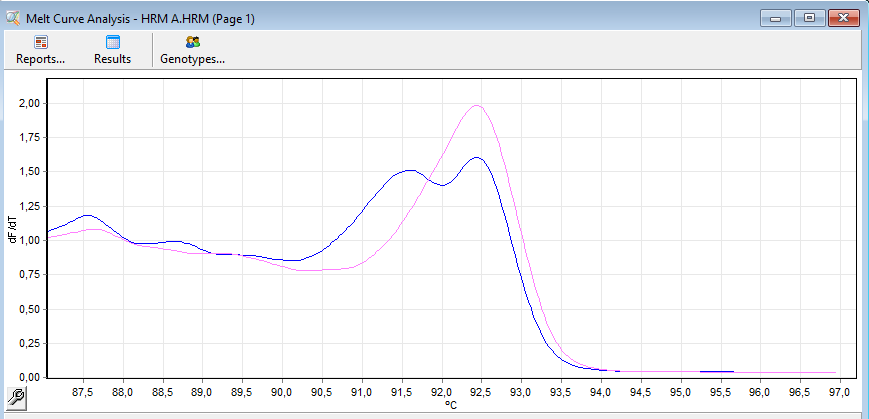 Melt Curve Analysis - HRM A.HRM (Page 1)
Reports... Results Genotypes...
2,00
1,75
1,50
1,25
1,00
0,75
0,50
0,25
0,00
dF/dT
87,5 88,0 88,5 89,0 89,5 90,0 90,5 91,0 91,5 92,0 92,5 93,0 93,5 94,0 94,5 95,0 95,5 96,0 96,5 97,0
ºC